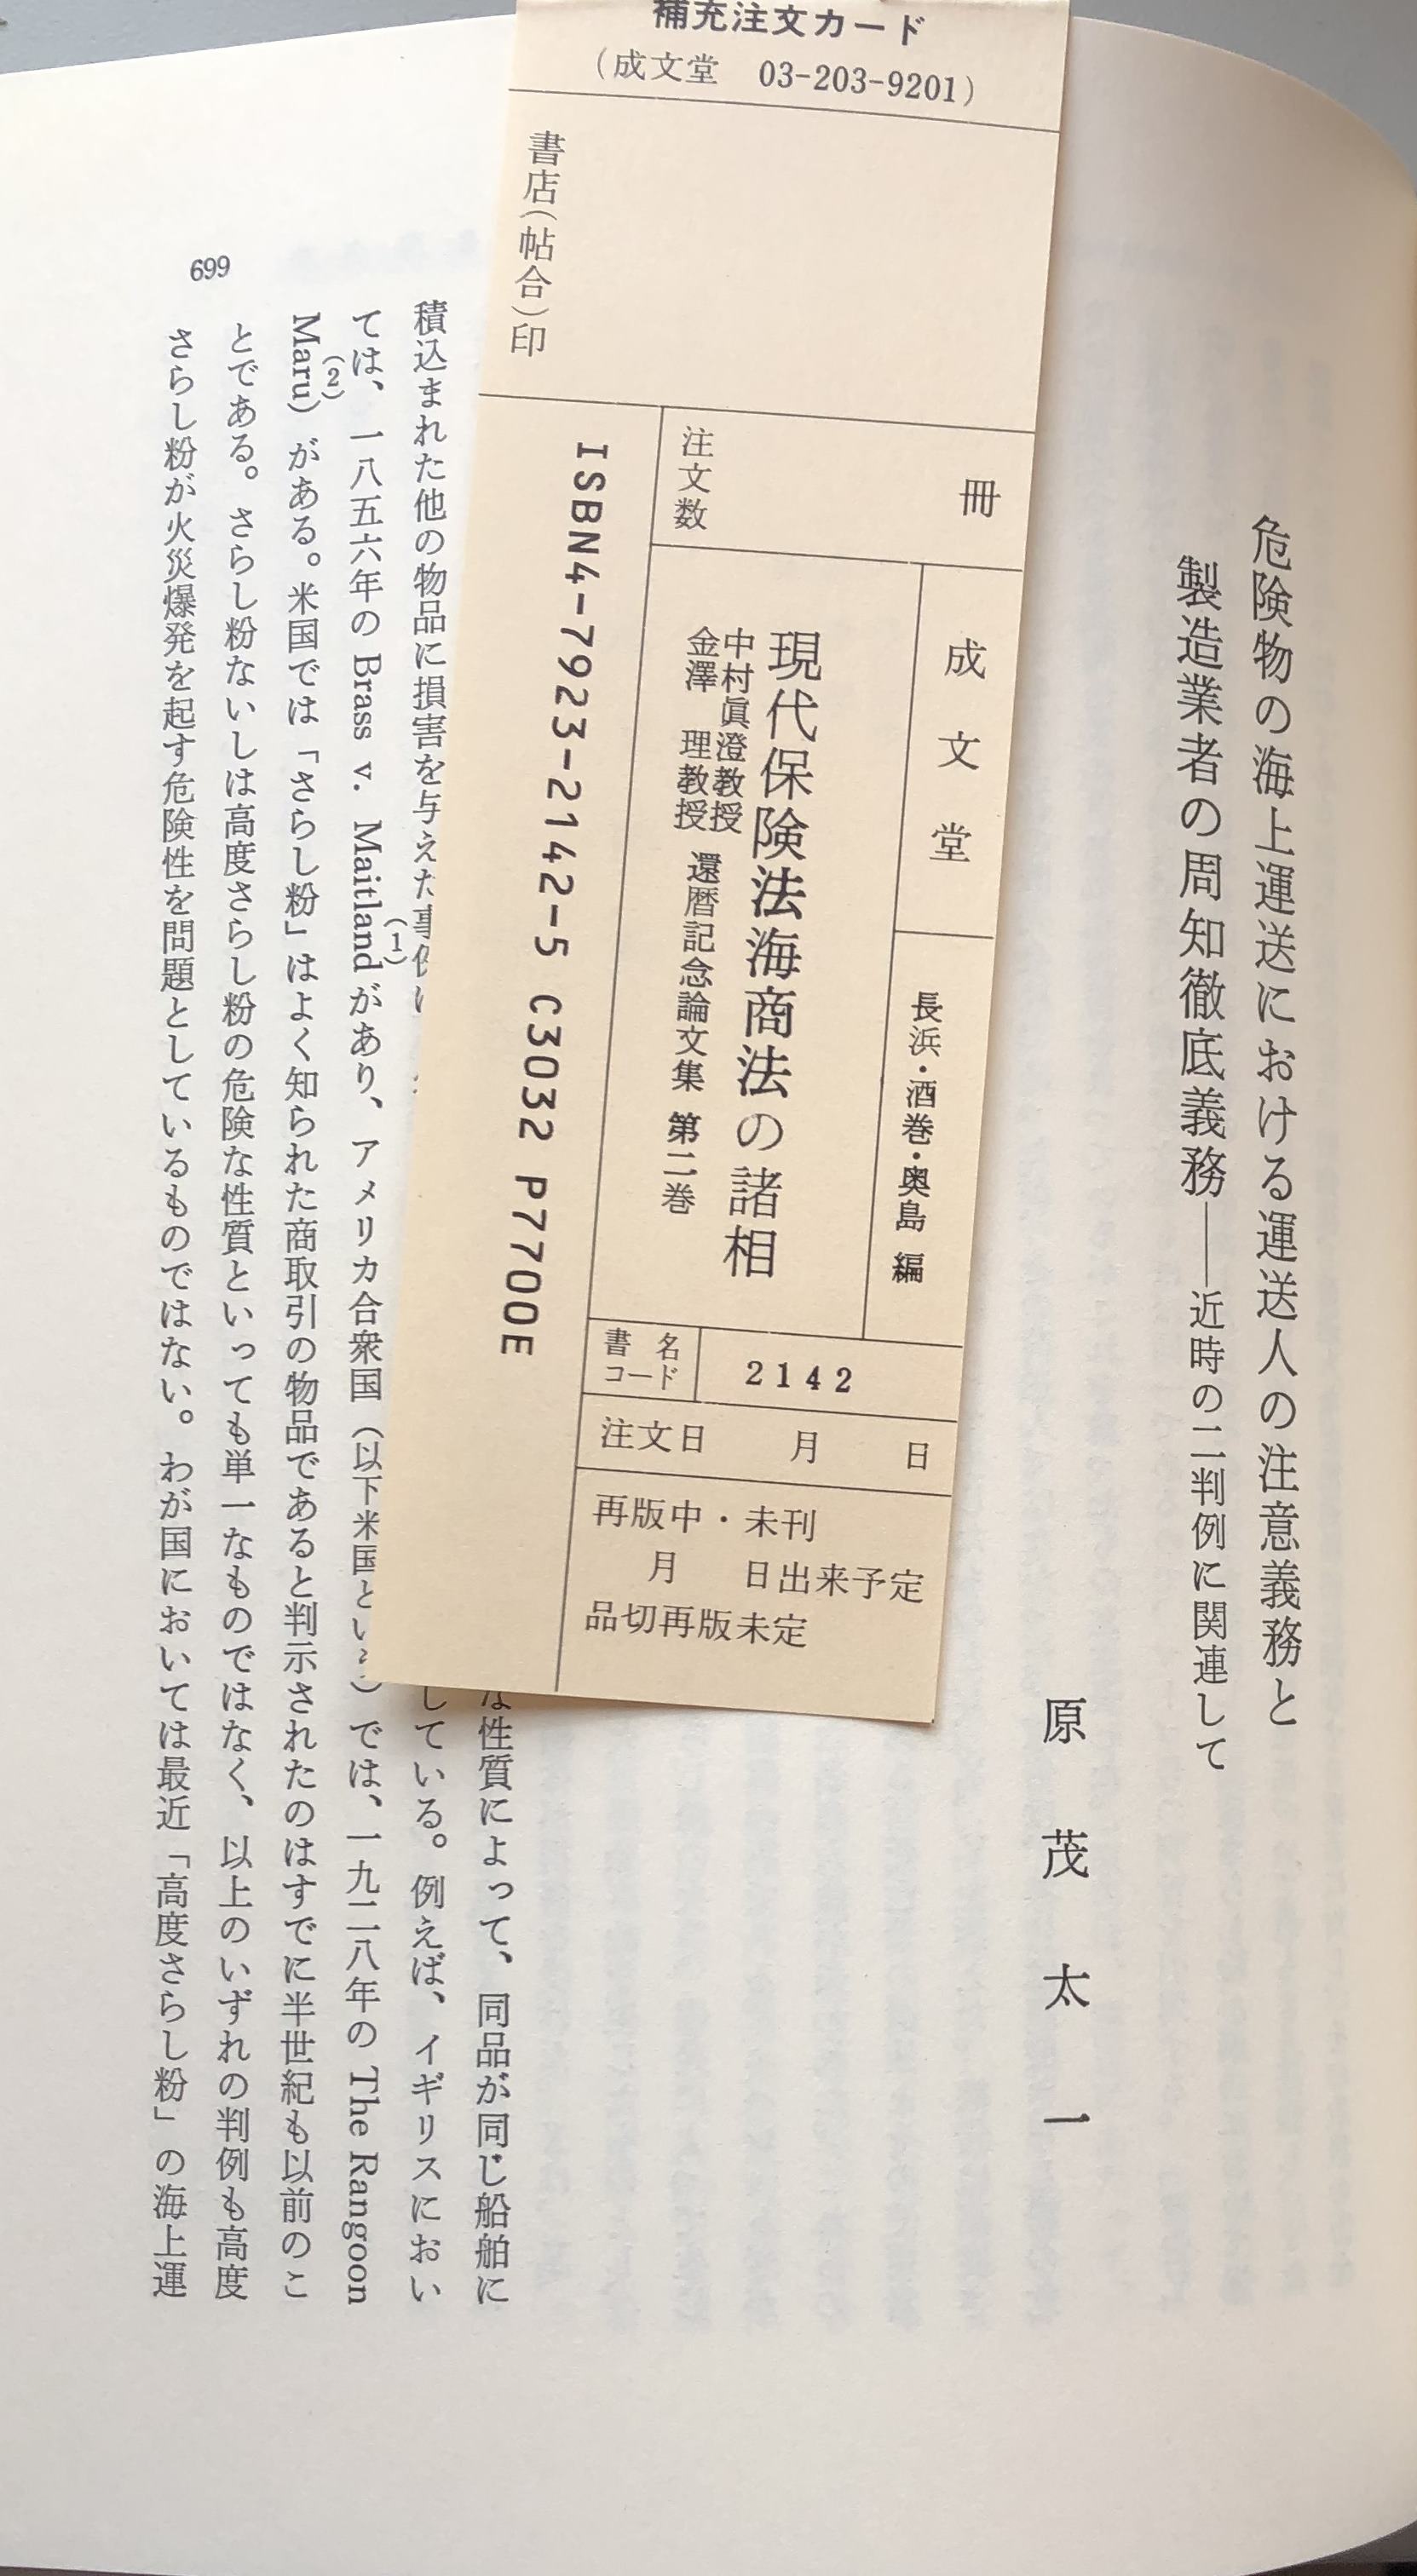 危険物の海上運送における運送人の注意義務と
製造業者の周知徹底義務――近時の二判例に関連して
原茂太一
補充注文カード
(成文堂 03-203-9201)
書店(帖合)印
注文数 冊
成文堂
長浜・酒巻・奥島 編
現代保険法海商法の諸相
中村眞澄教授
金澤 理教授
還暦記念論文集 第二巻
ISBN4-7923-2142-5 C3032 P7700E
書名コード 2142
注文日 月 日
再版中・未刊
月 日出来予定
品切再版未定
性質によって、同品が同じ船舶に
積込まれた他の物品に損害を与えた している。例えば、イギリスにおい
ては、一八五六年の Brass v. Maitland(1)があり、アメリカ合衆国(以下米国という)では、一九二八年の The Rangoon
Maru)(2)がある。米国では「さらし粉」はよく知られた商取引の物品であると判示されたのはすでに半世紀も以前のこ
とである。さらし粉ないしは高度さらし粉の危険な性質といっても単一なものではなく、以上のいずれの判例も高度
さらし粉が火災爆発を起す危険性を問題としているものではない。わが国においては最近「高度さらし粉」の海上運
699